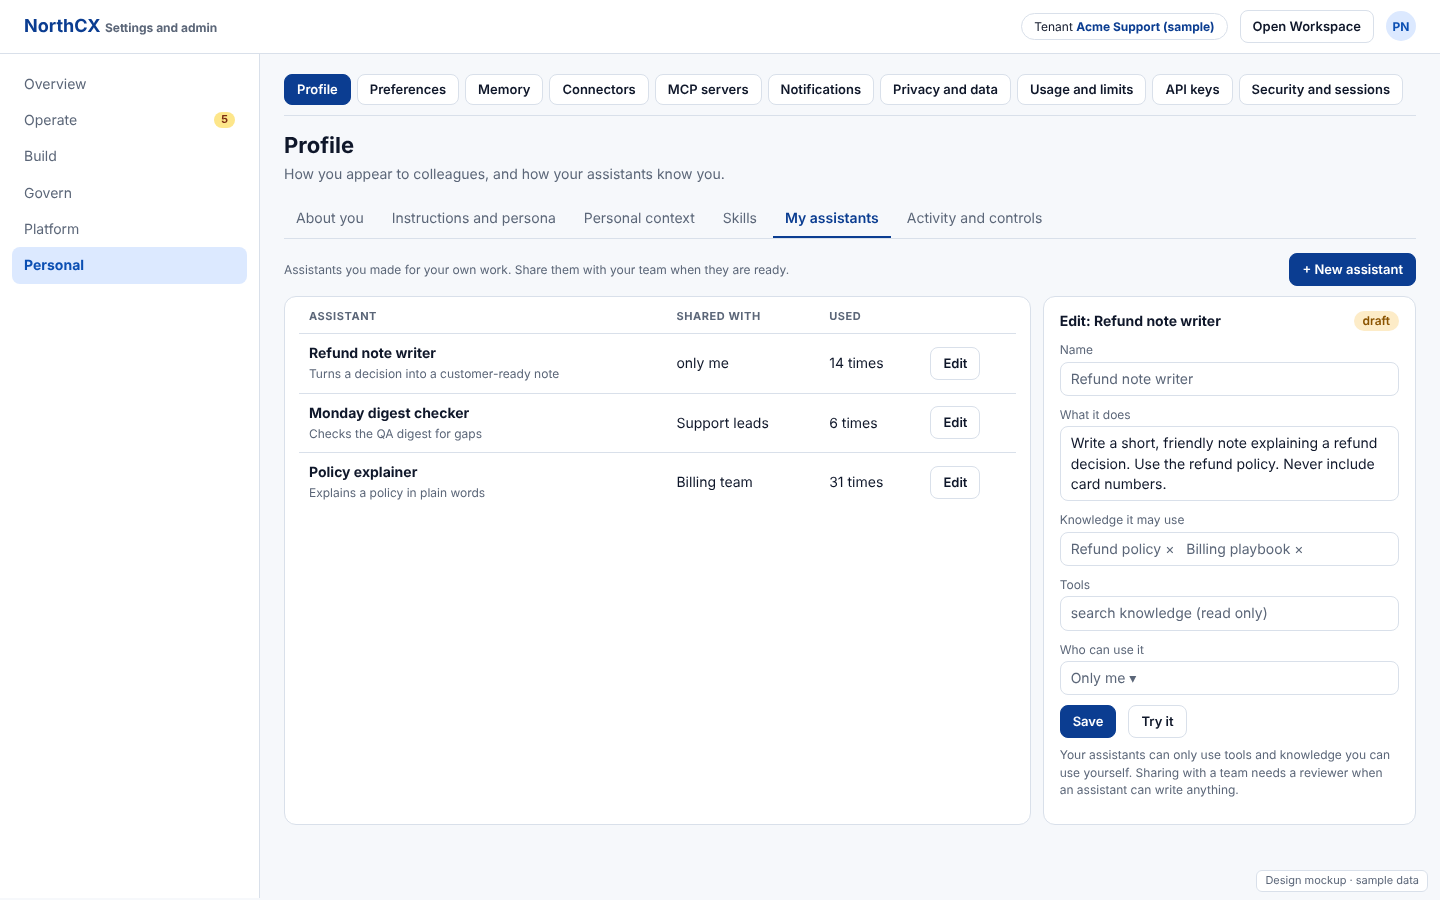 NorthCX Settings and admin
Tenant Acme Support (sample)
Open Workspace
PN
Overview
Operate 5
Build
Govern
Platform
Personal
Profile Preferences Memory Connectors MCP servers Notifications Privacy and data Usage and limits API keys Security and sessions
Profile
How you appear to colleagues, and how your assistants know you.
About you Instructions and persona Personal context Skills My assistants Activity and controls
Assistants you made for your own work. Share them with your team when they are ready.
+ New assistant
ASSISTANT SHARED WITH USED
Refund note writer
Turns a decision into a customer-ready note
only me 14 times Edit
Monday digest checker
Checks the QA digest for gaps
Support leads 6 times Edit
Policy explainer
Explains a policy in plain words
Billing team 31 times Edit
Edit: Refund note writer draft
Name
Refund note writer
What it does
Write a short, friendly note explaining a refund
decision. Use the refund policy. Never include
card numbers.
Knowledge it may use
Refund policy × Billing playbook ×
Tools
search knowledge (read only)
Who can use it
Only me ▾
Save Try it
Your assistants can only use tools and knowledge you can
use yourself. Sharing with a team needs a reviewer when
an assistant can write anything.
Design mockup · sample data